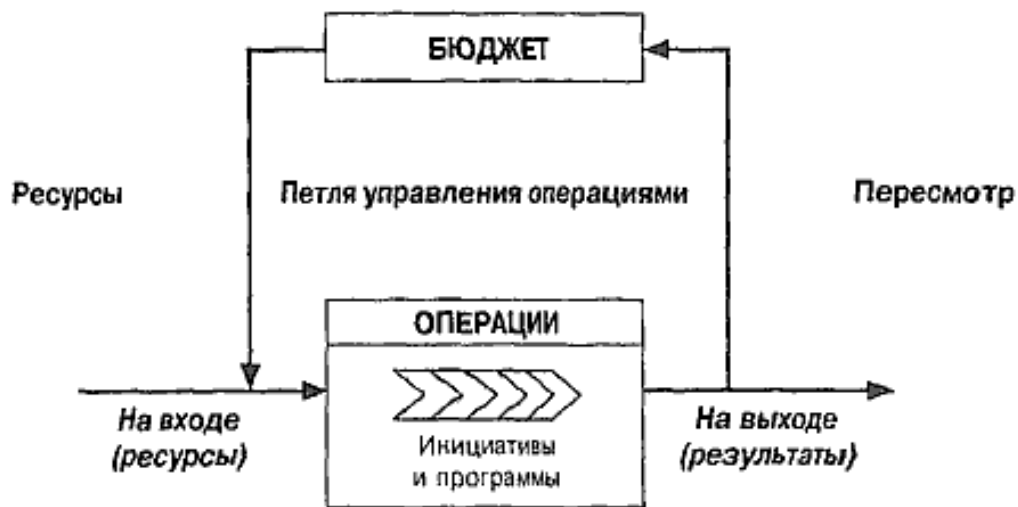 БЮДЖЕТ
Ресурсы
Петля управления операциями
Пересмотр
ОПЕРАЦИИ
На входе
(ресурсы)
Инициативы
и программы
На выходе
(результаты)